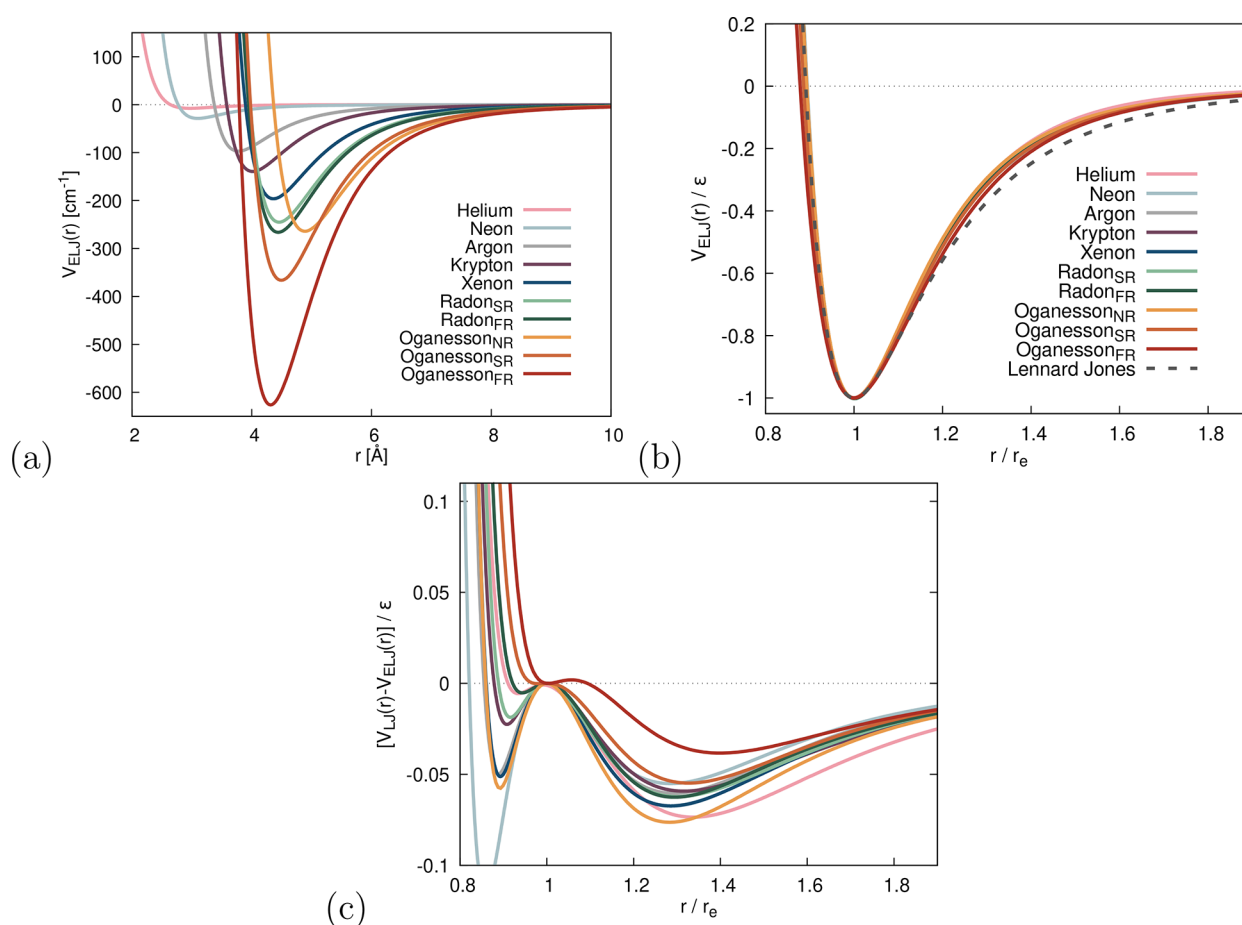 100
0
-100
-200
-300
-400
-500
-600
V_ELJ(r) [cm⁻¹]
Helium
Neon
Argon
Krypton
Xenon
Radon_SR
Radon_FR
Oganesson_NR
Oganesson_SR
Oganesson_FR
2 4 6 8 10
r [Å]
(a)
0.2
0
-0.2
-0.4
-0.6
-0.8
-1
V_ELJ(r) / ε
Helium
Neon
Argon
Krypton
Xenon
Radon_SR
Radon_FR
Oganesson_NR
Oganesson_SR
Oganesson_FR
Lennard Jones
0.8 1 1.2 1.4 1.6 1.8
r / r_e
(b)
0.1
0.05
0
-0.05
-0.1
[V_LJ(r)-V_ELJ(r)] / ε
0.8 1 1.2 1.4 1.6 1.8
r / r_e
(c)